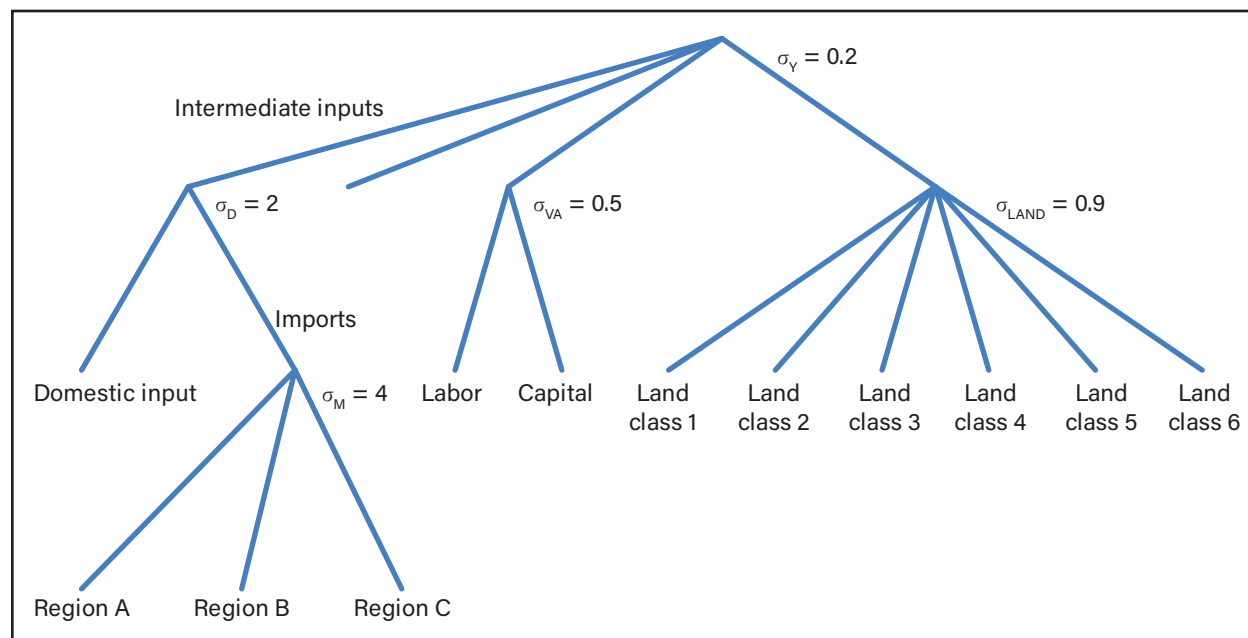 σY = 0.2
Intermediate inputs
σD = 2
σVA = 0.5
σLAND = 0.9
Imports
Domestic input
σM = 4
Labor
Capital
Land
class 1
Land
class 2
Land
class 3
Land
class 4
Land
class 5
Land
class 6
Region A
Region B
Region C